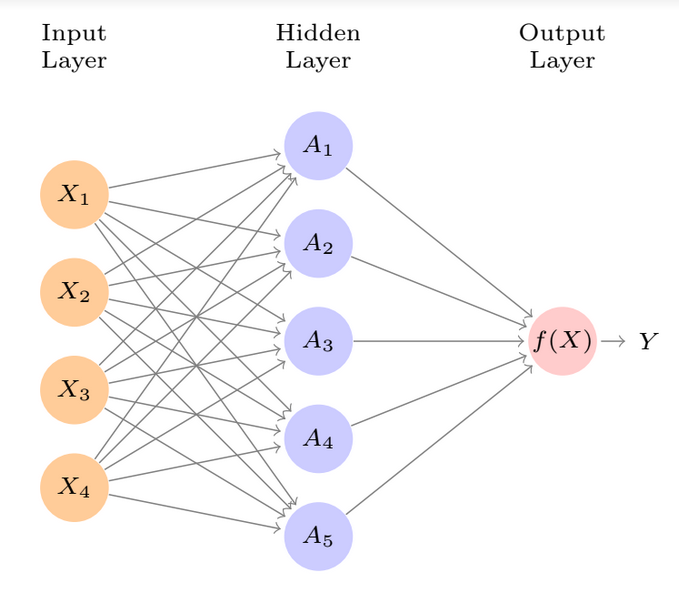 Input
Layer
Hidden
Layer
Output
Layer
X₁
X₂
X₃
X₄
A₁
A₂
A₃
A₄
A₅
f(X)
Y